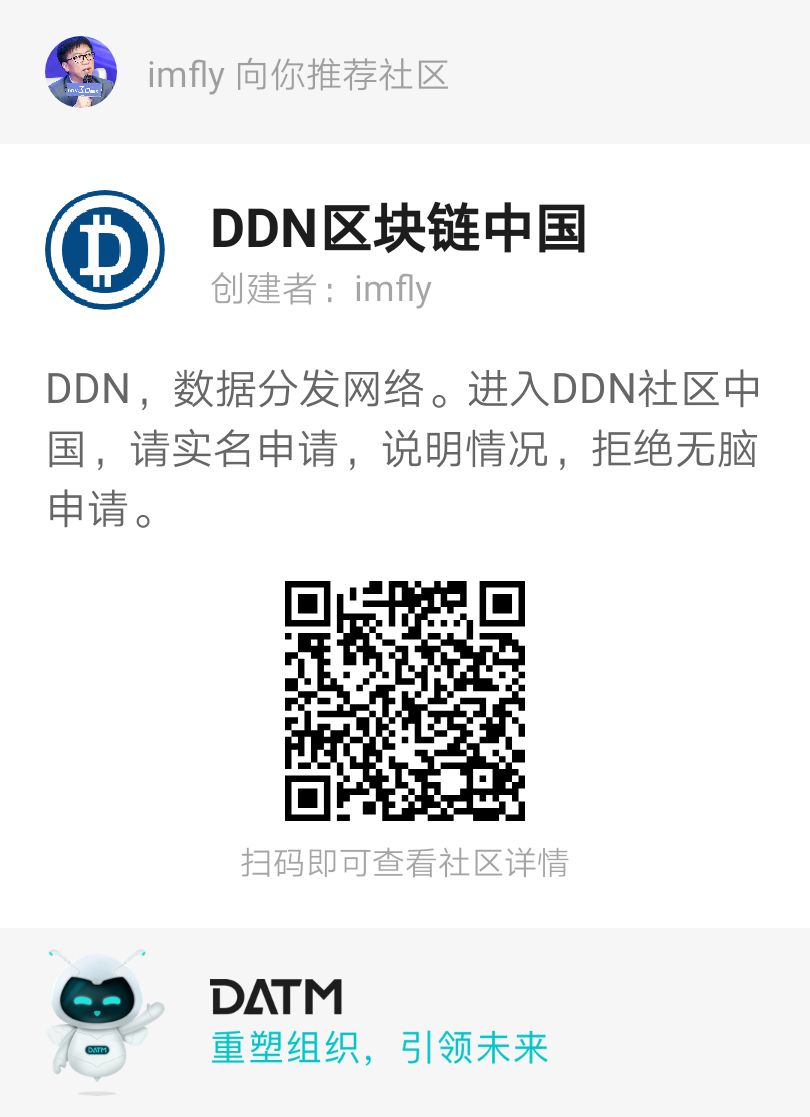 imfly 向你推荐社区
DDN区块链中国
创建者：imfly
DDN，数据分发网络。进入DDN社区中
国，请实名申请，说明情况，拒绝无脑
申请。
扫码即可查看社区详情
DATM
DATM
重塑组织，引领未来